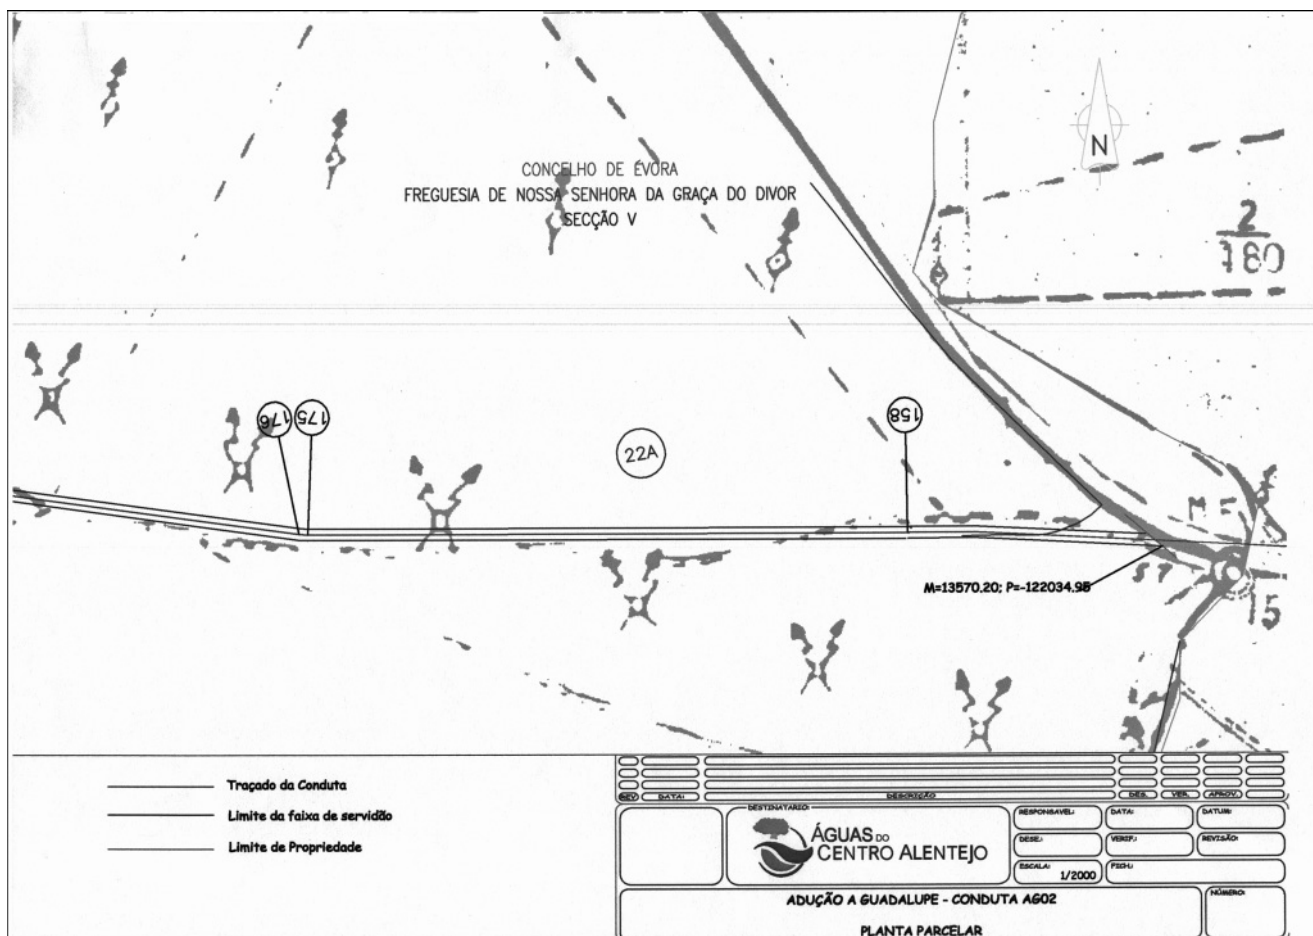 N
CONCELHO DE ÉVORA
FREGUESIA DE NOSSA SENHORA DA GRAÇA DO DIVOR
SECÇÃO V
2
780
176
175
22A
158
M=13570.20; P=-122034.95
15
Traçado da Conduta
Limite da faixa de servidão
Limite de Propriedade
REV
DATA:
DESCRIÇÃO
DES.
VER.
APROV.
DESTINATARIO:
ÁGUAS DO
CENTRO ALENTEJO
RESPONSAVEL:
DATA:
DATUM:
DESE.:
VERIF.:
REVISÃO:
ESCALA:
1/2000
FICH.:
ADUÇÃO A GUADALUPE - CONDUTA AG02
PLANTA PARCELAR
NÚMERO: